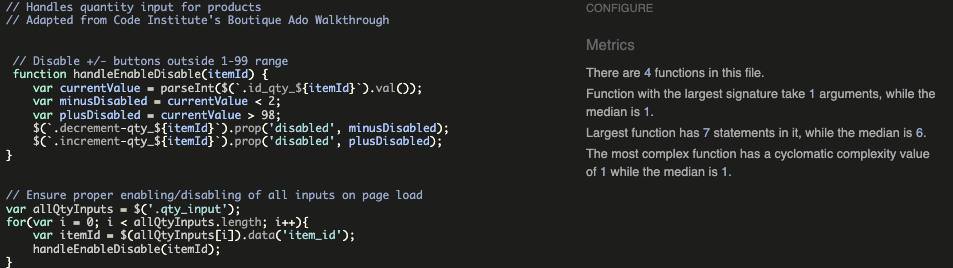 // Handles quantity input for products
// Adapted from Code Institute's Boutique Ado Walkthrough
// Disable +/- buttons outside 1-99 range
function handleEnableDisable(itemId) {
var currentValue = parseInt($(`.id_qty_${itemId}`).val());
var minusDisabled = currentValue < 2;
var plusDisabled = currentValue > 98;
$(`.decrement-qty_${itemId}`).prop('disabled', minusDisabled);
$(`.increment-qty_${itemId}`).prop('disabled', plusDisabled);
}
// Ensure proper enabling/disabling of all inputs on page load
var allQtyInputs = $('.qty_input');
for(var i = 0; i < allQtyInputs.length; i++){
var itemId = $(allQtyInputs[i]).data('item_id');
handleEnableDisable(itemId);
}
CONFIGURE
Metrics
There are 4 functions in this file.
Function with the largest signature take 1 arguments, while the
median is 1.
Largest function has 7 statements in it, while the median is 6.
The most complex function has a cyclomatic complexity value
of 1 while the median is 1.